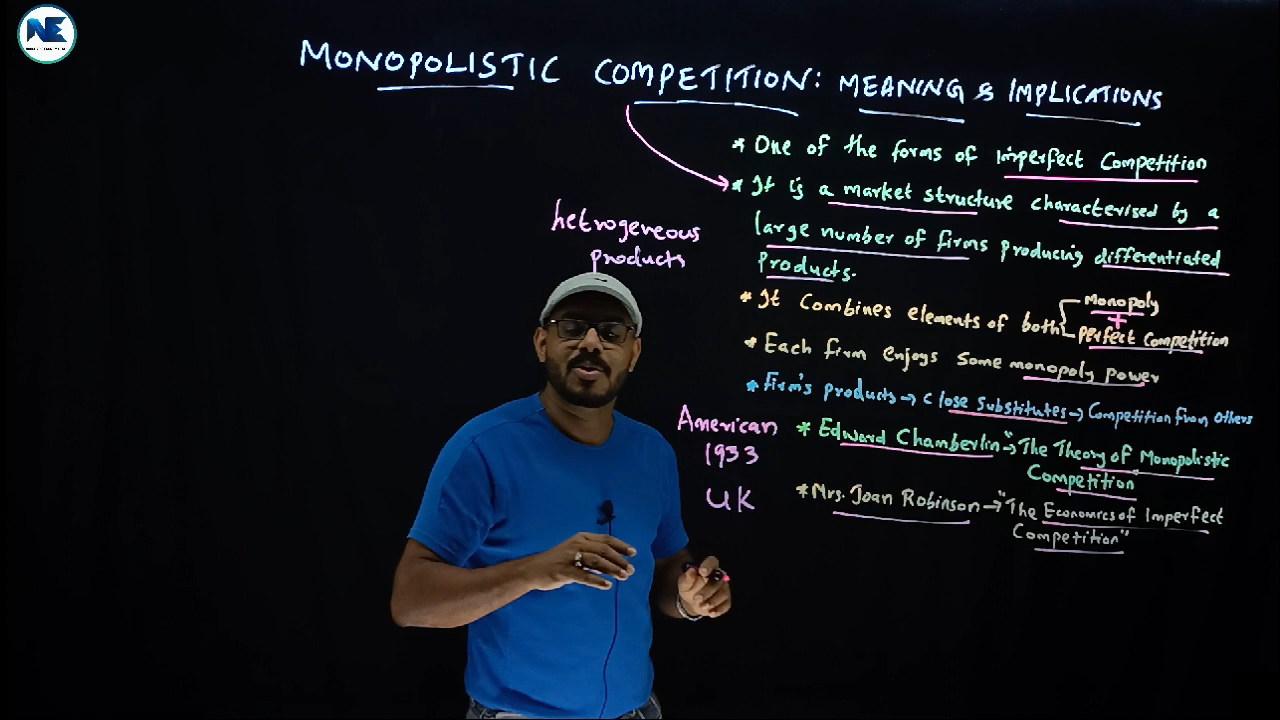 NE
MONOPOLISTIC COMPETITION: MEANING & IMPLICATIONS
* One of the forms of Imperfect Competition
* It is a market structure characterised by a
large number of firms producing differentiated
Products.
hetrogeneous
products
* It Combines elements of both Monopoly
+
Perfect Competition
* Each firm enjoys some monopoly power
* Firm's products → Close Substitutes → Competition from others
American
1933
* Edward Chamberlin → "The Theory of Monopolistic
Competition"
UK
* Mrs. Joan Robinson → "The Economics of Imperfect
Competition"